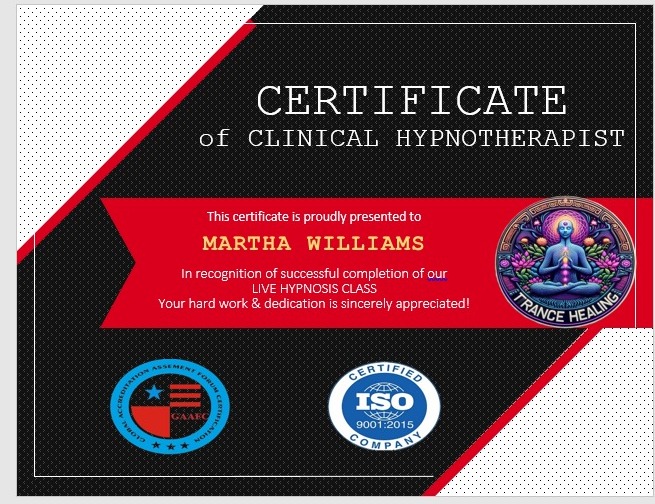 CERTIFICATE
of CLINICAL HYPNOTHERAPIST
This certificate is proudly presented to
MARTHA WILLIAMS
In recognition of successful completion of our
LIVE HYPNOSIS CLASS
Your hard work & dedication is sincerely appreciated!
TRANCE HEALING
GLOBAL ACCREDITATION ASSEMENT FORUM CERTIFICATION
GAAFC
CERTIFIED
ISO
9001:2015
COMPANY